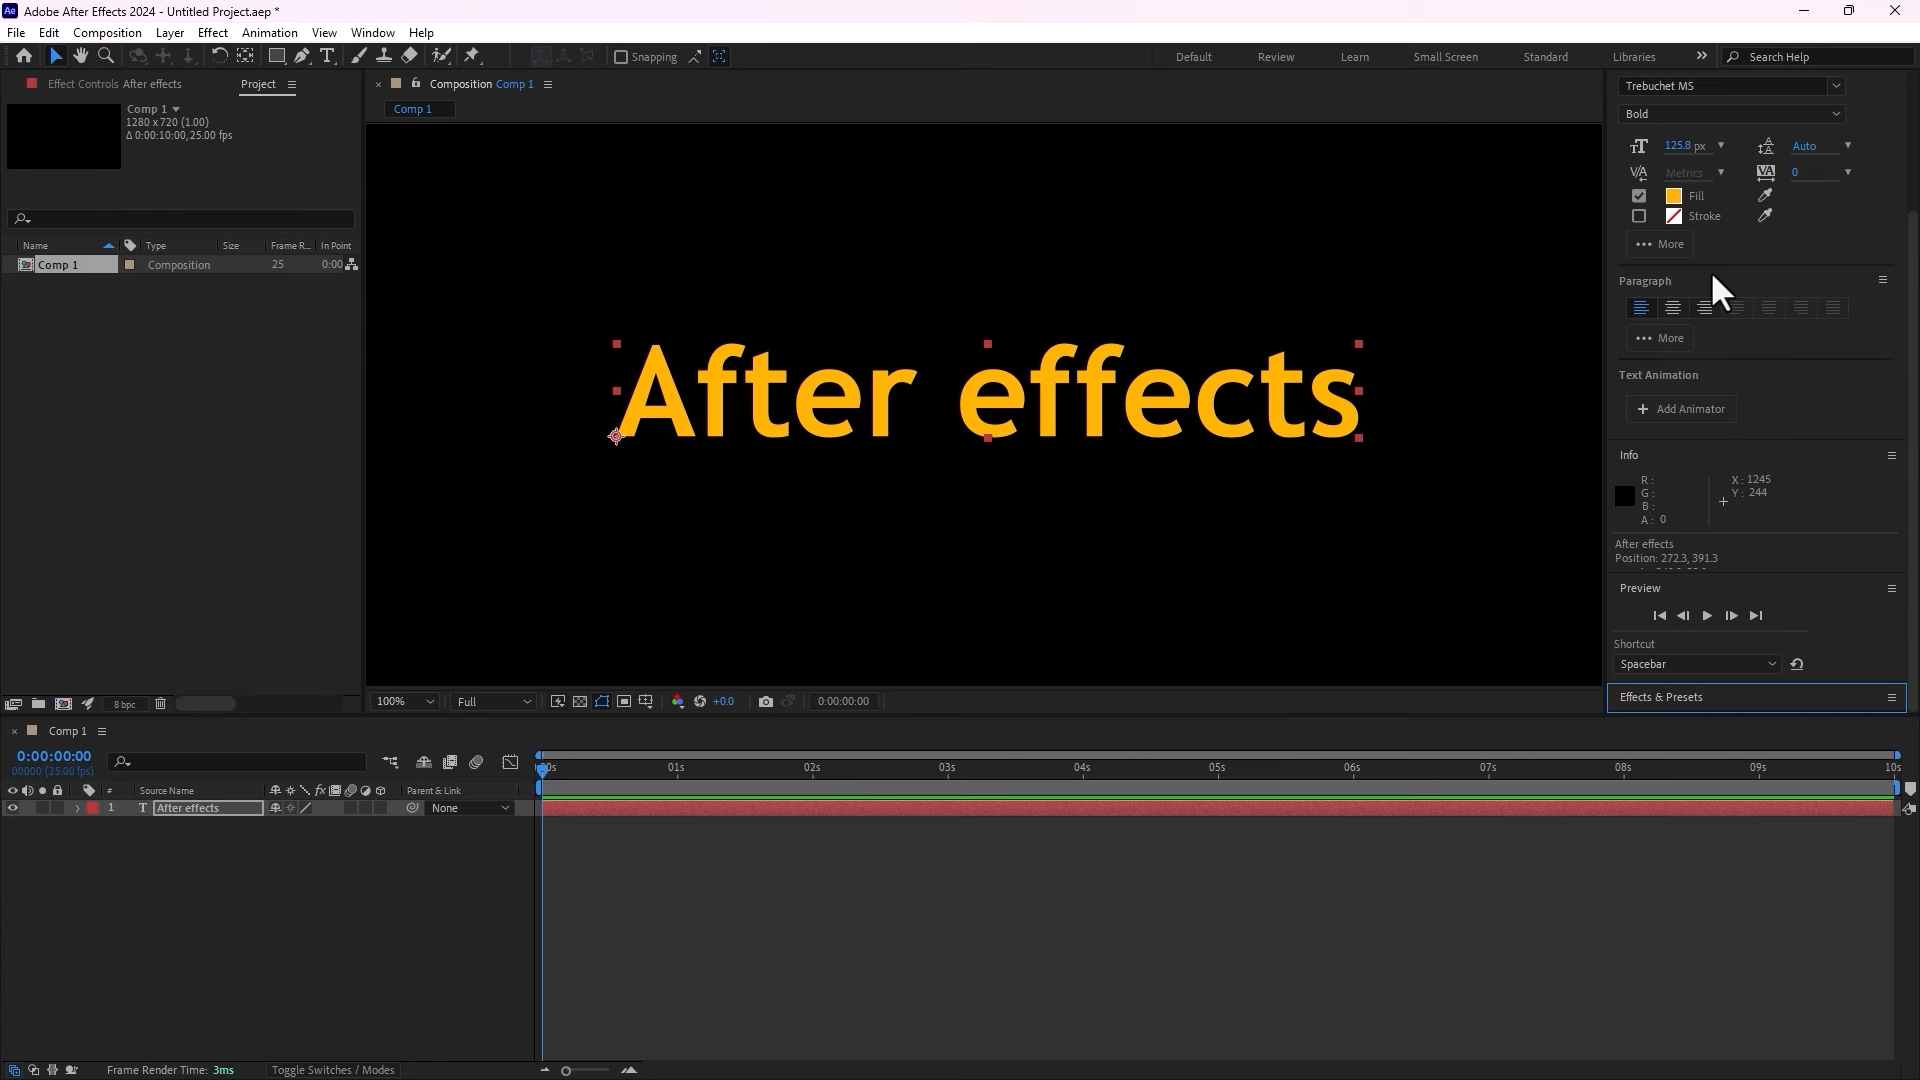 Adobe After Effects 2024 - Untitled Project.aep *
File Edit Composition Layer Effect Animation View Window Help
Snapping
Default Review Learn Small Screen Standard Libraries
Search Help
Effect Controls After effects
Project
Comp 1
1280 x 720 (1.00)
Δ 0:00:10:00, 25.00 fps
Name Type Size Frame R... In Point
Comp 1 Composition 25 0:00
8 bpc
Composition Comp 1
Comp 1
After effects
100% Full +0.0 0:00:00:00
Trebuchet MS
Bold
125.8 px Auto
Metrics 0
Fill
Stroke
More
Paragraph
More
Text Animation
Add Animator
Info
R: X: 1245
G: Y: 244
B:
A: 0
After effects
Position: 272.3, 391.3
Preview
Shortcut
Spacebar
Effects & Presets
Comp 1
0:00:00:00
00000 (25.00 fps)
# Source Name Parent & Link
1 T After effects None
01s 02s 03s 04s 05s 06s 07s 08s 09s 10s
Frame Render Time: 3ms Toggle Switches / Modes